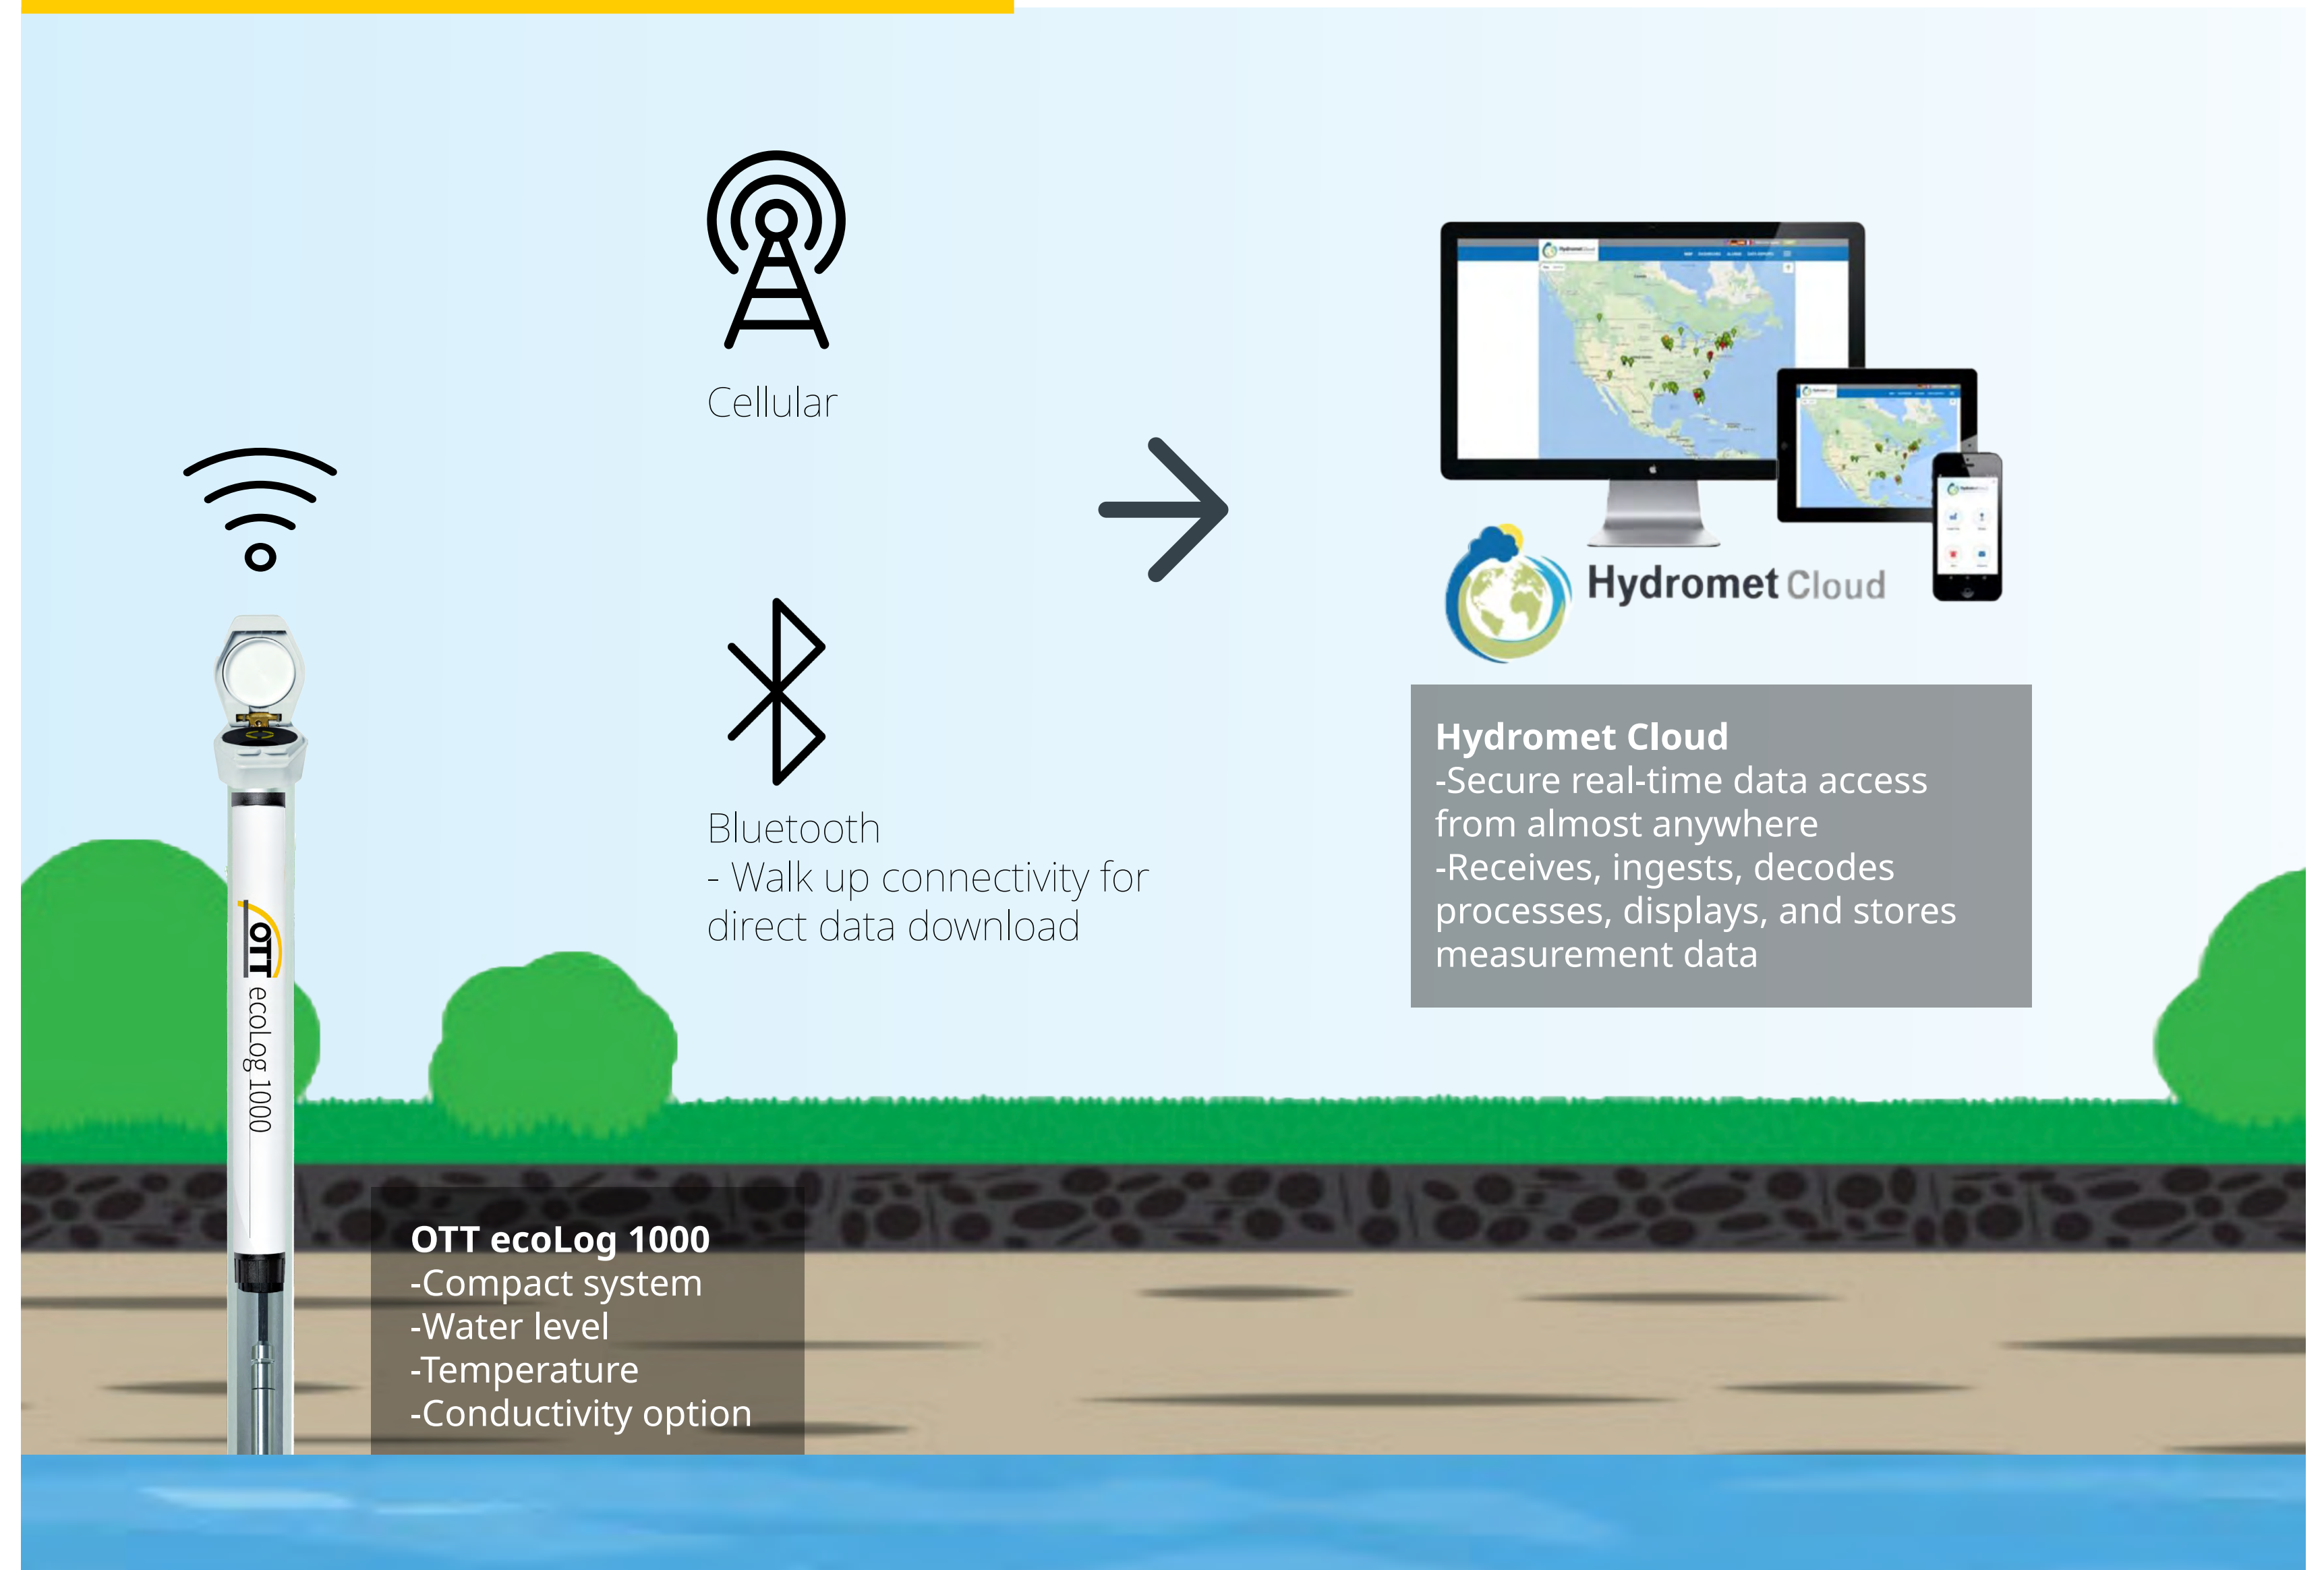 Cellular
Hydromet Cloud
Bluetooth
- Walk up connectivity for
direct data download
Hydromet Cloud
-Secure real-time data access
from almost anywhere
-Receives, ingests, decodes
processes, displays, and stores
measurement data
OTT ecoLog 1000
OTT ecoLog 1000
-Compact system
-Water level
-Temperature
-Conductivity option